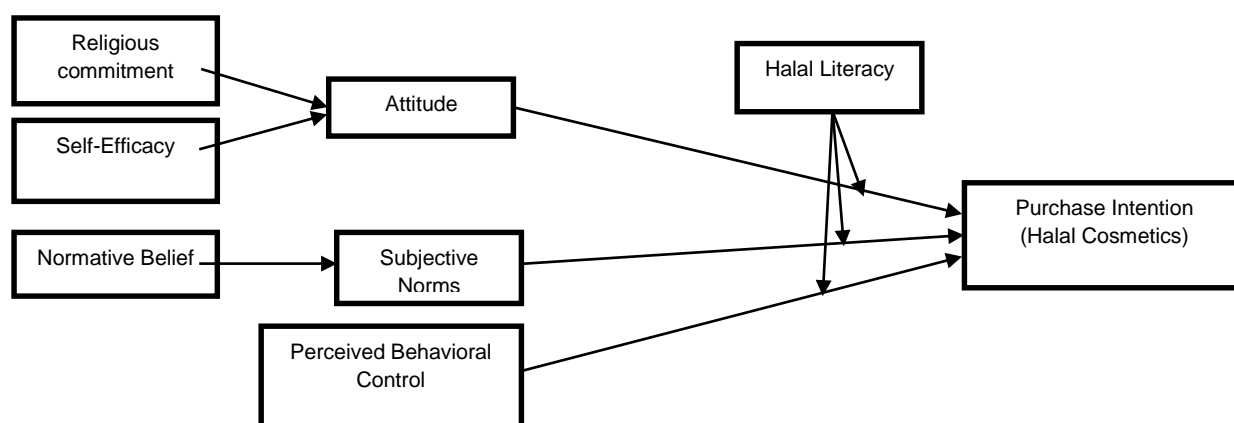 Religious
commitment
Self-Efficacy
Attitude
Halal Literacy
Purchase Intention
(Halal Cosmetics)
Normative Belief
Subjective
Norms
Perceived Behavioral
Control